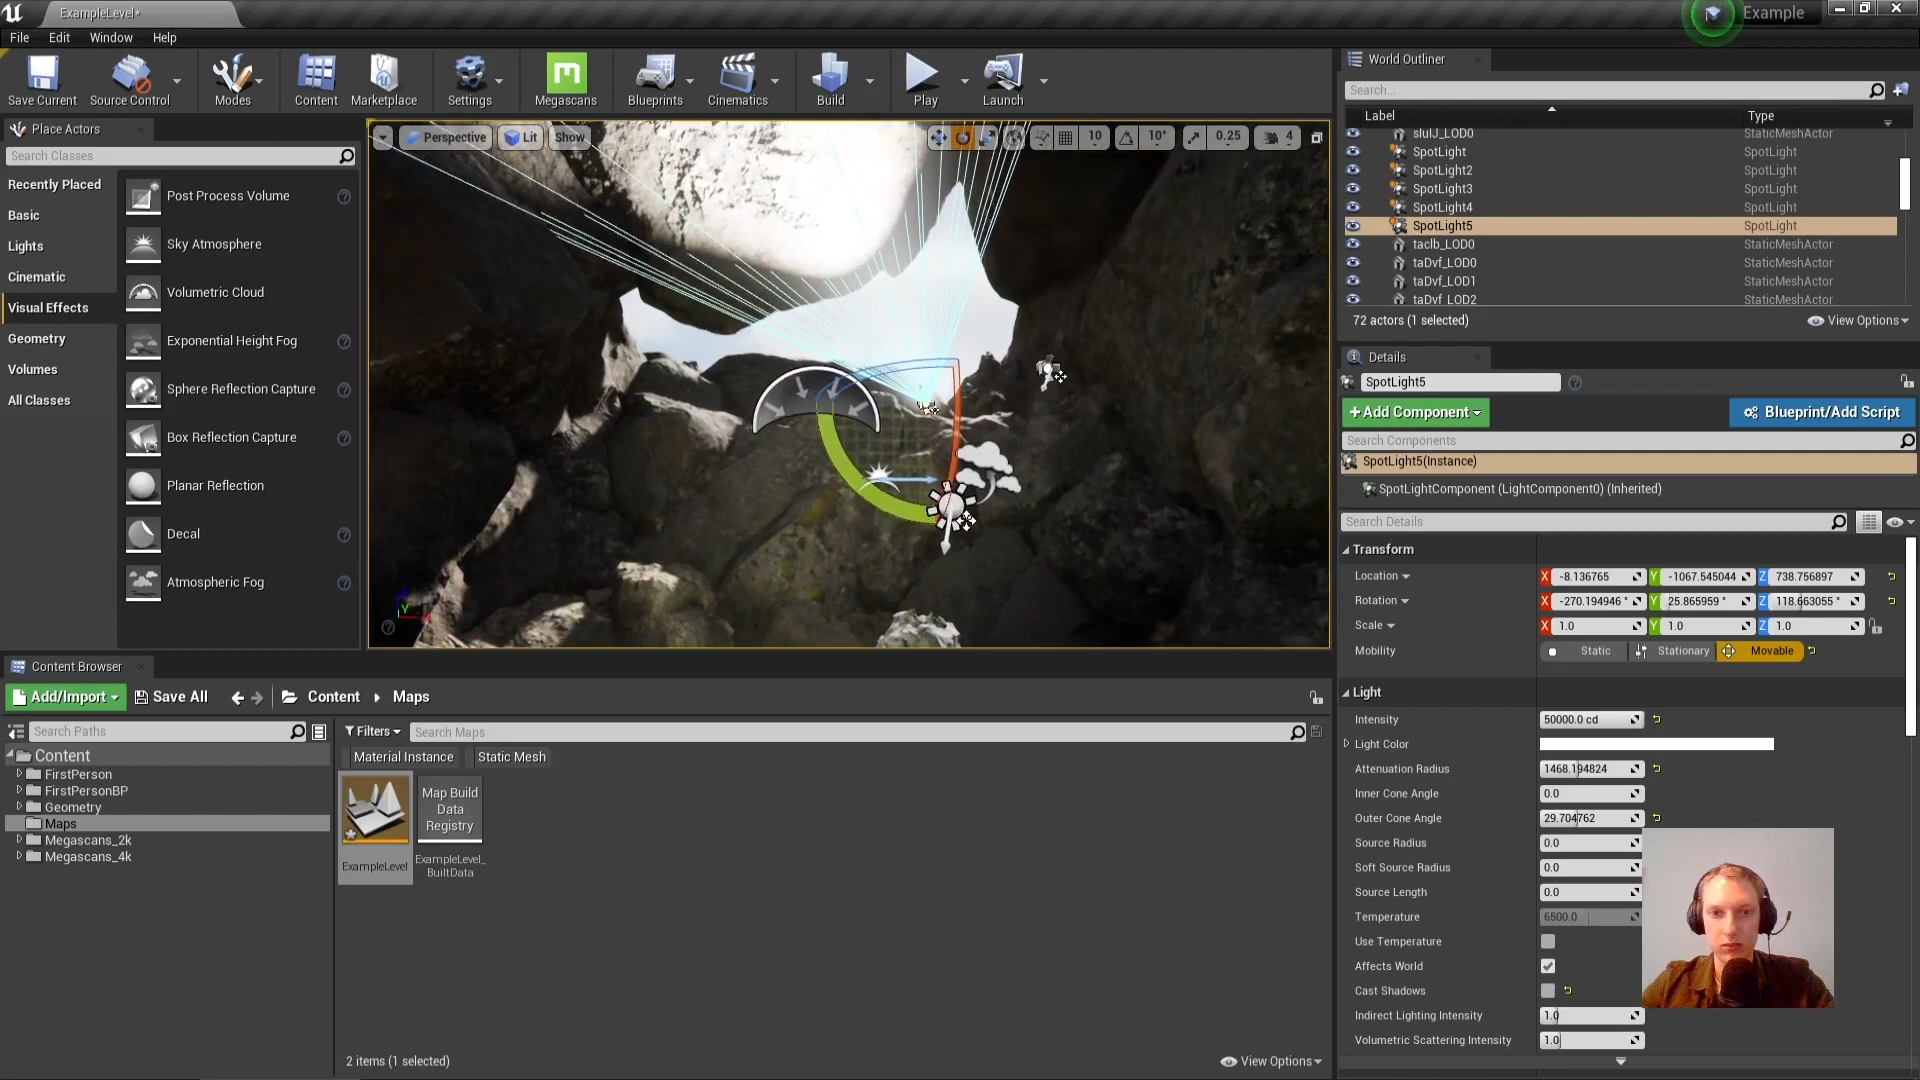 ExampleLevel*
Example
File Edit Window Help
Save Current
Source Control
Modes
Content
Marketplace
Settings
Megascans
Blueprints
Cinematics
Build
Play
Launch
Place Actors
Search Classes
Recently Placed
Basic
Lights
Cinematic
Visual Effects
Geometry
Volumes
All Classes
Post Process Volume
Sky Atmosphere
Volumetric Cloud
Exponential Height Fog
Sphere Reflection Capture
Box Reflection Capture
Planar Reflection
Decal
Atmospheric Fog
Perspective Lit Show
10 10° 0.25 4
World Outliner
Search...
Label Type
sluIJ_LOD0 StaticMeshActor
SpotLight SpotLight
SpotLight2 SpotLight
SpotLight3 SpotLight
SpotLight4 SpotLight
SpotLight5 SpotLight
taclb_LOD0 StaticMeshActor
taDvf_LOD0 StaticMeshActor
taDvf_LOD1 StaticMeshActor
taDvf_LOD2 StaticMeshActor
72 actors (1 selected) View Options
Details
SpotLight5
+Add Component Blueprint/Add Script
Search Components
SpotLight5(Instance)
SpotLightComponent (LightComponent0) (Inherited)
Search Details
Transform
Location X -8.136765 Y -1067.545044 Z 738.756897
Rotation X -270.194946 ° Y 25.865959 ° Z 118.663055 °
Scale X 1.0 Y 1.0 Z 1.0
Mobility Static Stationary Movable
Light
Intensity 50000.0 cd
Light Color
Attenuation Radius 1468.194824
Inner Cone Angle 0.0
Outer Cone Angle 29.704762
Source Radius 0.0
Soft Source Radius 0.0
Source Length 0.0
Temperature 6500.0
Use Temperature
Affects World
Cast Shadows
Indirect Lighting Intensity 1.0
Volumetric Scattering Intensity 1.0
Content Browser
Add/Import Save All Content Maps
Search Paths
Filters Search Maps
Material Instance Static Mesh
Content
FirstPerson
FirstPersonBP
Geometry
Maps
Megascans_2k
Megascans_4k
ExampleLevel
Map Build
Data
Registry
ExampleLevel_
BuiltData
2 items (1 selected) View Options